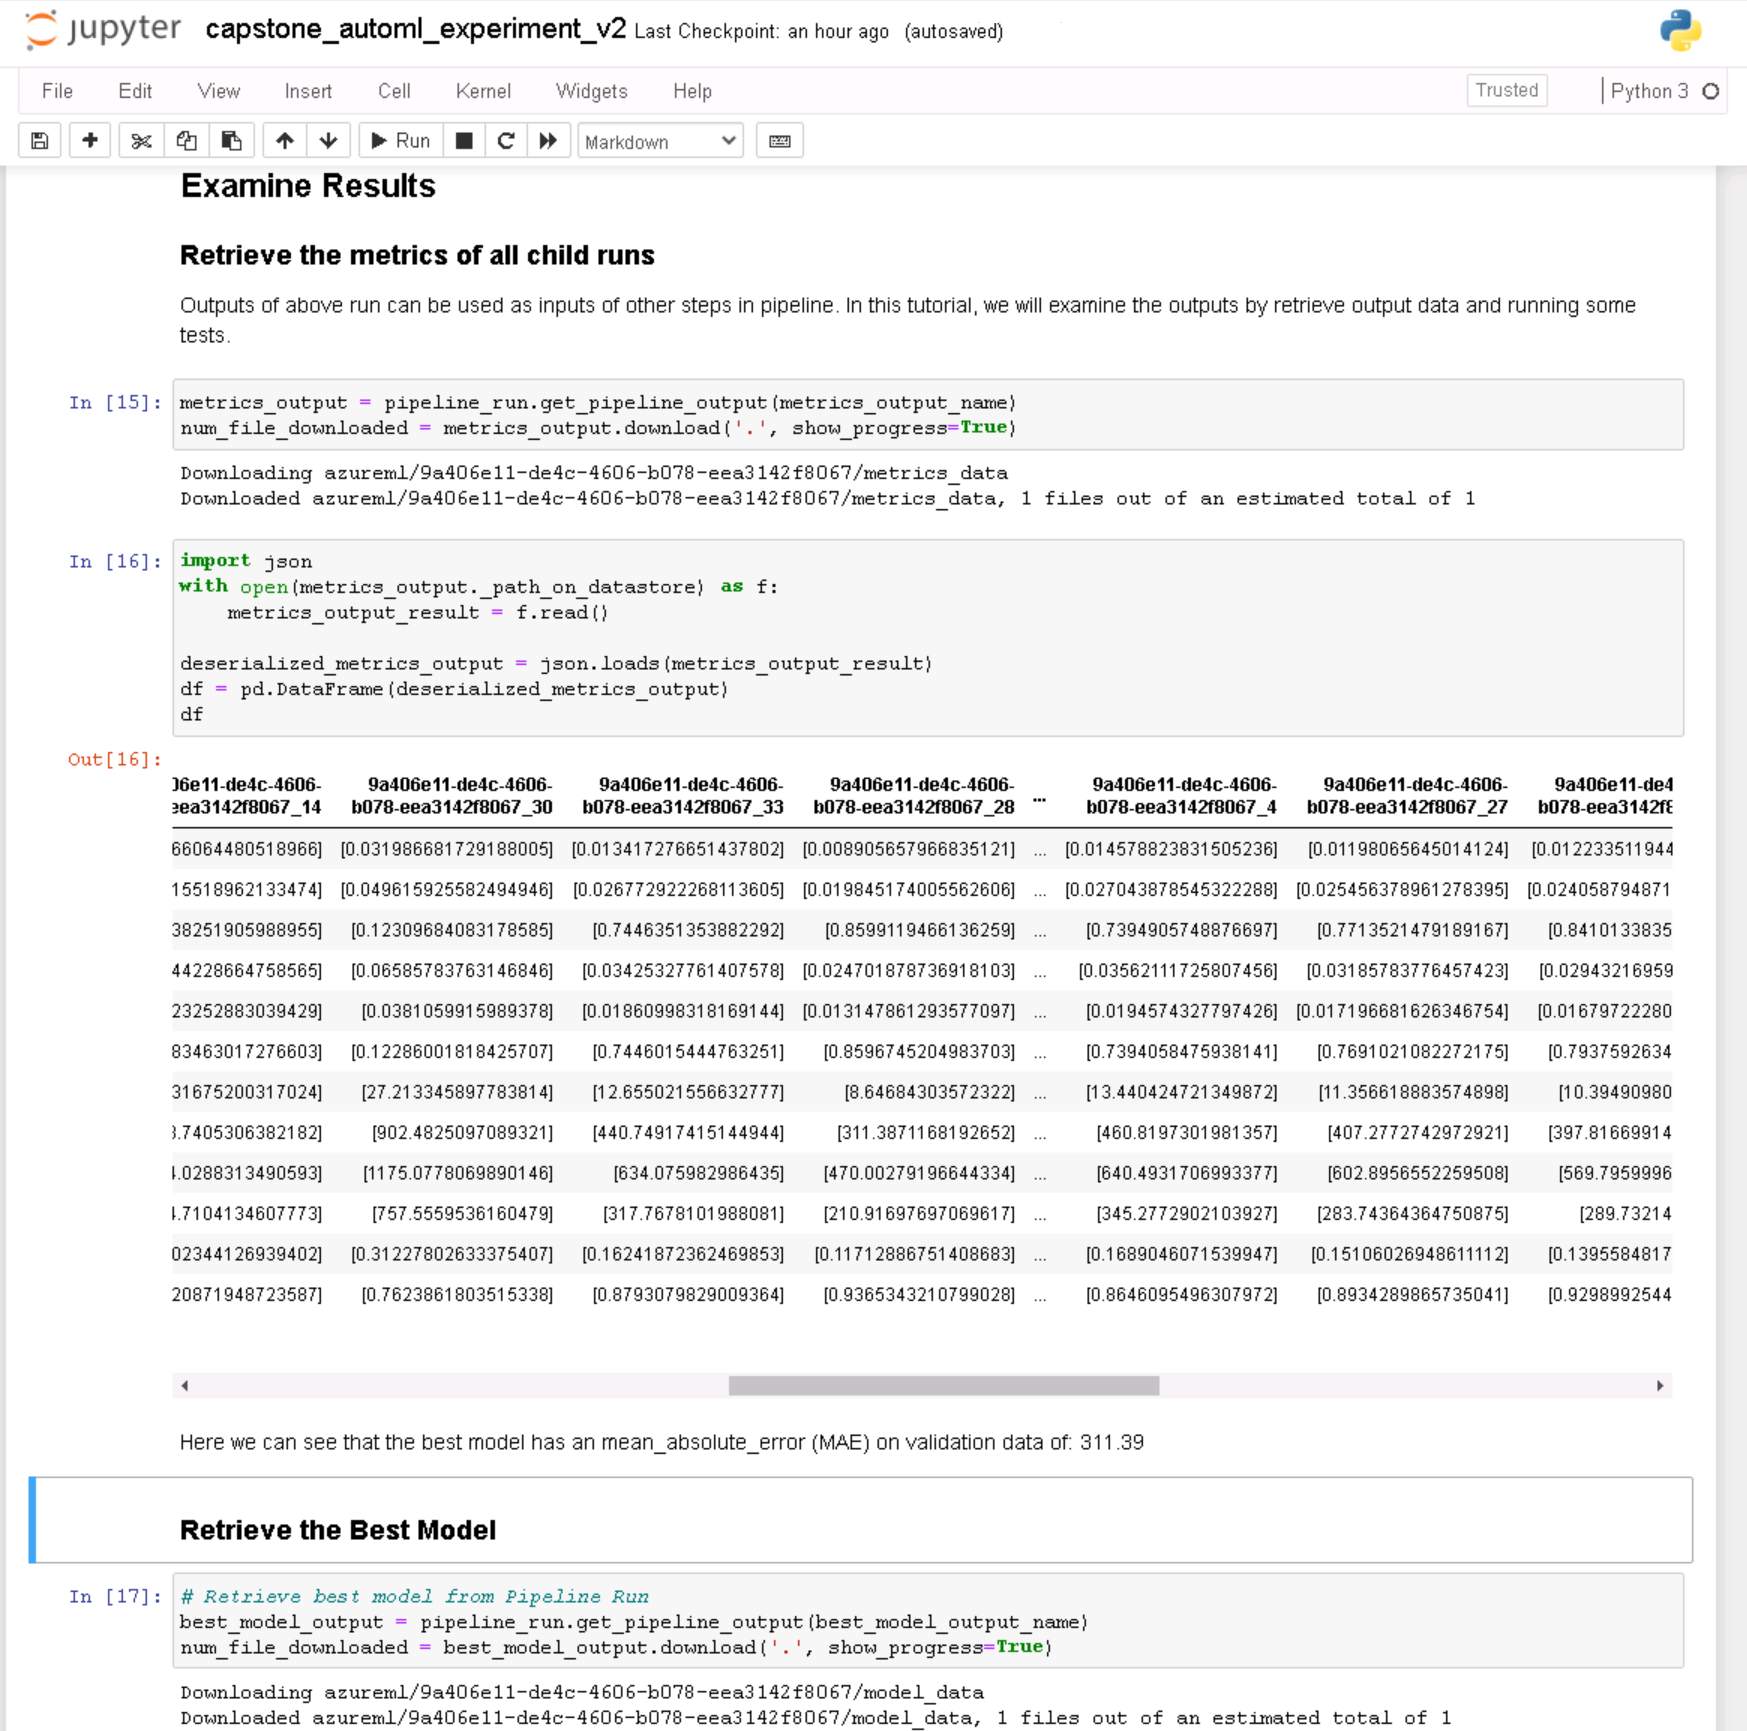 jupyter capstone_automl_experiment_v2 Last Checkpoint: an hour ago (autosaved)
File Edit View Insert Cell Kernel Widgets Help Trusted Python 3
Run Markdown
Examine Results
Retrieve the metrics of all child runs
Outputs of above run can be used as inputs of other steps in pipeline. In this tutorial, we will examine the outputs by retrieve output data and running some
tests.
In [15]: metrics_output = pipeline_run.get_pipeline_output(metrics_output_name)
num_file_downloaded = metrics_output.download('.', show_progress=True)
Downloading azureml/9a406e11-de4c-4606-b078-eea3142f8067/metrics_data
Downloaded azureml/9a406e11-de4c-4606-b078-eea3142f8067/metrics_data, 1 files out of an estimated total of 1
In [16]: import json
with open(metrics_output._path_on_datastore) as f:
metrics_output_result = f.read()
deserialized_metrics_output = json.loads(metrics_output_result)
df = pd.DataFrame(deserialized_metrics_output)
df
Out[16]:
06e11-de4c-4606- 9a406e11-de4c-4606- 9a406e11-de4c-4606- 9a406e11-de4c-4606- ... 9a406e11-de4c-4606- 9a406e11-de4c-4606- 9a406e11-de4
eea3142f8067_14 b078-eea3142f8067_30 b078-eea3142f8067_33 b078-eea3142f8067_28 b078-eea3142f8067_4 b078-eea3142f8067_27 b078-eea3142f8
66064480518966] [0.031986681729188005] [0.013417276651437802] [0.008905657966835121] ... [0.014578823831505236] [0.01198065645014124] [0.012233511944
15518962133474] [0.049615925582494946] [0.026772922268113605] [0.019845174005562606] ... [0.027043878545322288] [0.025456378961278395] [0.024058794871
38251905988955] [0.12309684083178585] [0.7446351353882292] [0.8599119466136259] ... [0.7394905748876697] [0.7713521479189167] [0.8410133835
44228664758565] [0.06585783763146846] [0.03425327761407578] [0.024701878736918103] ... [0.03562111725807456] [0.03185783776457423] [0.02943216959
23252883039429] [0.0381059915989378] [0.01860998318169144] [0.013147861293577097] ... [0.0194574327797426] [0.017196681626346754] [0.01679722280
83463017276603] [0.12286001818425707] [0.74460154447632​51] [0.8596745204983703] ... [0.7394058475938141] [0.7691021082272175] [0.7937592634
31675200317024] [27.213345897783814] [12.655021556632777] [8.64684303572322] ... [13.440424721349872] [11.356618883574898] [10.39490980
3.7405306382182] [902.4825097089321] [440.74917415144944] [311.3871168192652] ... [460.8197301981357] [407.2772742972921] [397.81669914
4.0288313490593] [1175.0778069890146] [634.075982986435] [470.00279196644334] ... [640.4931706993377] [602.8956552259508] [569.7959996
4.7104134607773] [757.5559536160479] [317.7678101988081] [210.91697697069617] ... [345.2772902103927] [283.74364364750875] [289.73214
02344126939402] [0.31227802633375407] [0.16241872362469853] [0.11712886751408683] ... [0.1689046071539947] [0.15106026948611112] [0.1395584817
20871948723587] [0.7623861803515338] [0.8793079829009364] [0.9365343210799028] ... [0.8646095496307972] [0.8934289865735041] [0.9298992544
Here we can see that the best model has an mean_absolute_error (MAE) on validation data of: 311.39
Retrieve the Best Model
In [17]: # Retrieve best model from Pipeline Run
best_model_output = pipeline_run.get_pipeline_output(best_model_output_name)
num_file_downloaded = best_model_output.download('.', show_progress=True)
Downloading azureml/9a406e11-de4c-4606-b078-eea3142f8067/model_data
Downloaded azureml/9a406e11-de4c-4606-b078-eea3142f8067/model_data, 1 files out of an estimated total of 1